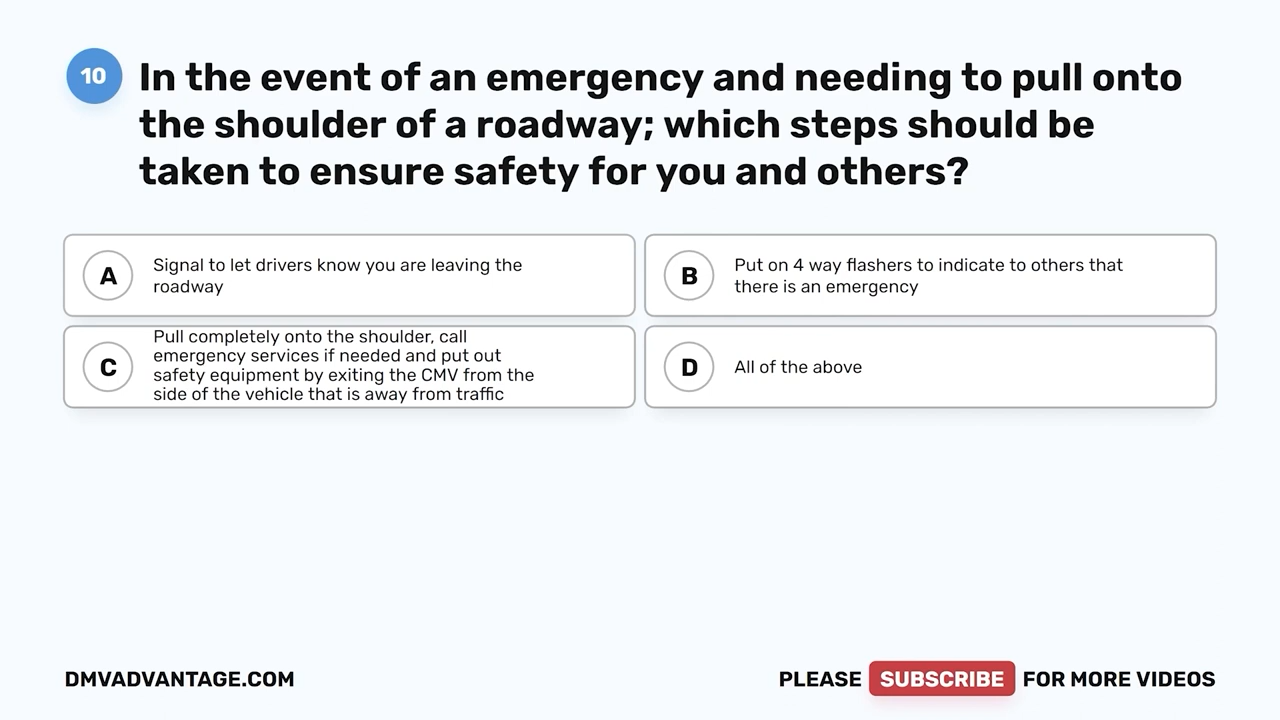 10
In the event of an emergency and needing to pull onto
the shoulder of a roadway; which steps should be
taken to ensure safety for you and others?
A
Signal to let drivers know you are leaving the
roadway
B
Put on 4 way flashers to indicate to others that
there is an emergency
C
Pull completely onto the shoulder, call
emergency services if needed and put out
safety equipment by exiting the CMV from the
side of the vehicle that is away from traffic
D
All of the above
DMVADVANTAGE.COM
PLEASE SUBSCRIBE FOR MORE VIDEOS